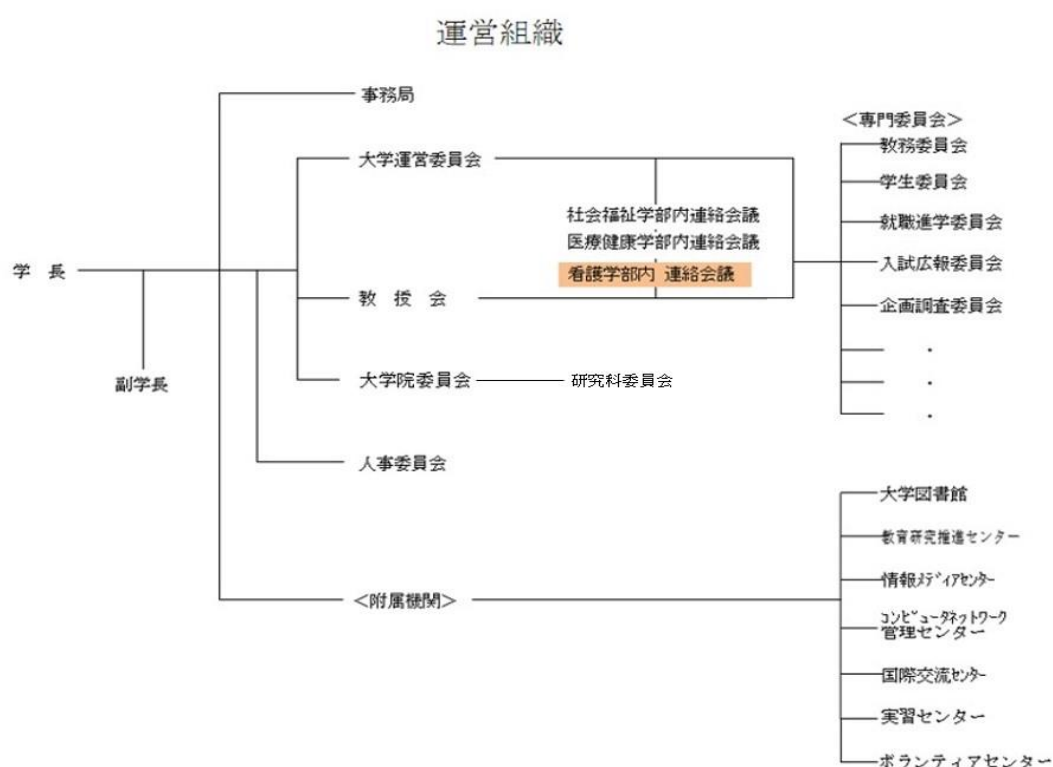 運営組織
事務局
<専門委員会>
教務委員会
大学運営委員会
学生委員会
社会福祉学部内連絡会議
就職進学委員会
医療健康学部内連絡会議
入試広報委員会
学 長
看護学部内 連絡会議
教 授 会
企画調査委員会
・
副学長
大学院委員会
研究科委員会
・
・
人事委員会
大学図書館
教育研究推進センター
情報メディアセンター
<附属機関>
コンピュータネットワーク
管理センター
国際交流センター
実習センター
ボランティアセンター